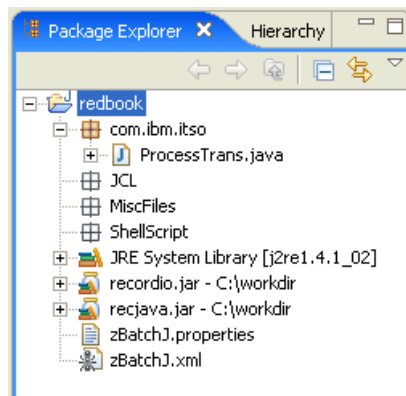 Package Explorer Hierarchy
redbook
com.ibm.itso
ProcessTrans.java
JCL
MiscFiles
ShellScript
JRE System Library [j2re1.4.1_02]
recordio.jar - C:\workdir
recjava.jar - C:\workdir
zBatchJ.properties
zBatchJ.xml